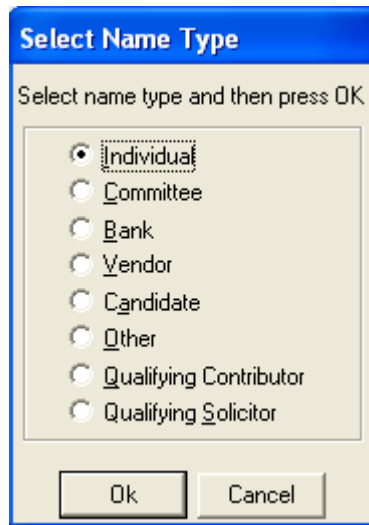 Select Name Type
Select name type and then press OK
Individual
Committee
Bank
Vendor
Candidate
Other
Qualifying Contributor
Qualifying Solicitor
Ok Cancel